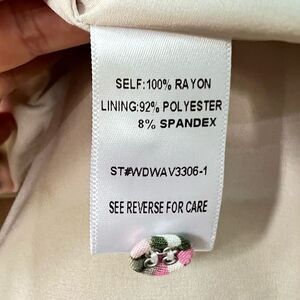 SELF:100% RAYON
LINING:92% POLYESTER
8% SPANDEX
ST#WDWAV3306-1
SEE REVERSE FOR CARE